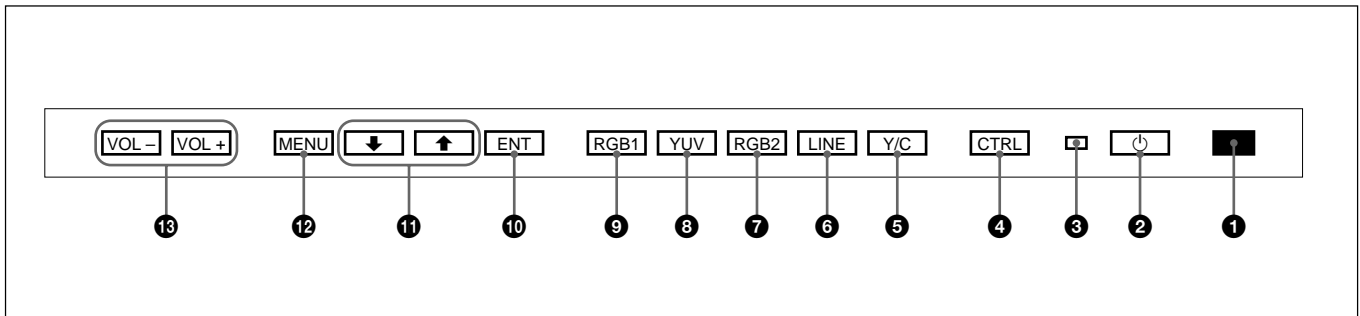 VOL – VOL + MENU ENT RGB1 YUV RGB2 LINE Y/C CTRL
13 12 11 10 9 8 7 6 5 4 3 2 1